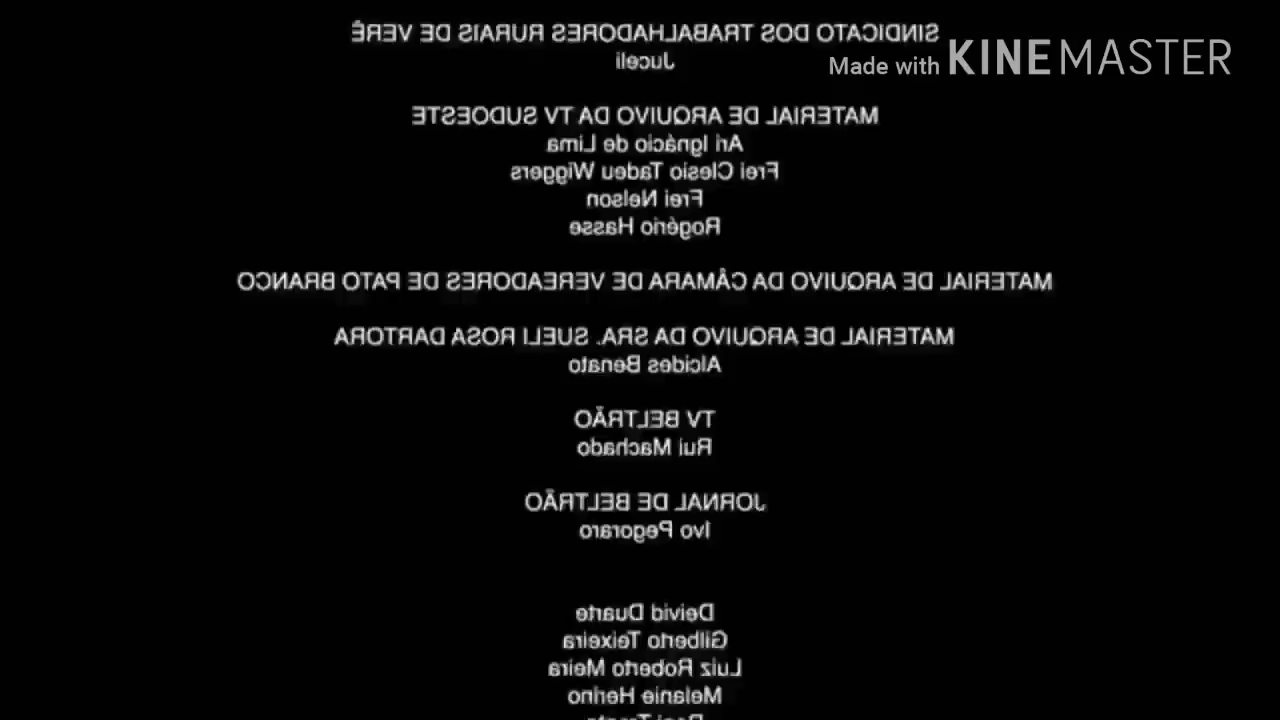 SINDICATO DOS TRABALHADORES RURAIS DE VERÊ
Juceli
Made with KINEMASTER
MATERIAL DE ARQUIVO DA TV SUDOESTE
Ari Ignácio de Lima
Frei Clesio Tadeu Wiggers
Frei Nelson
Rogério Hasse
MATERIAL DE ARQUIVO DA CÂMARA DE VEREADORES DE PATO BRANCO
MATERIAL DE ARQUIVO DA SRA. SUELI ROSA DARTORA
Alcides Benato
TV BELTRÃO
Rui Machado
JORNAL DE BELTRÃO
Ivo Pegoraro
Deivid Duarte
Gilberto Teixeira
Luiz Roberto Meira
Melanie